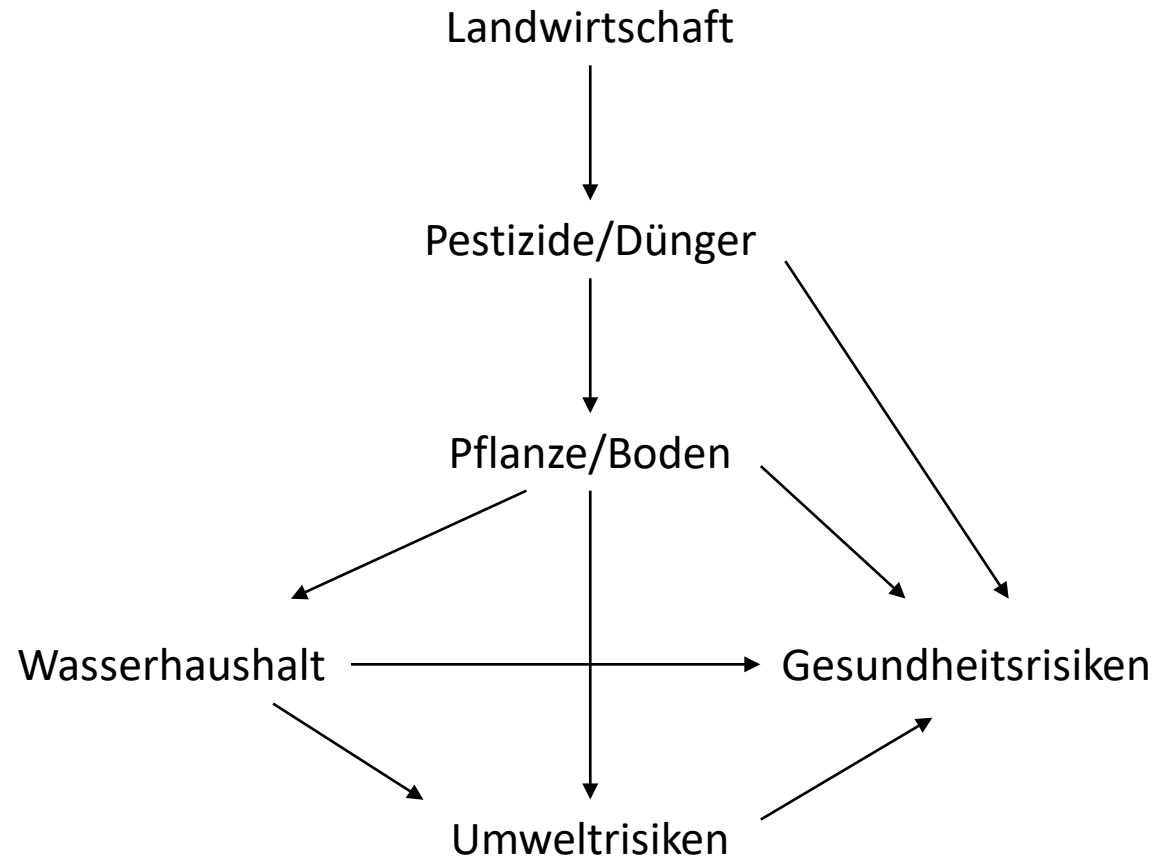 Landwirtschaft
Pestizide/Dünger
Pflanze/Boden
Wasserhaushalt
Gesundheitsrisiken
Umweltrisiken